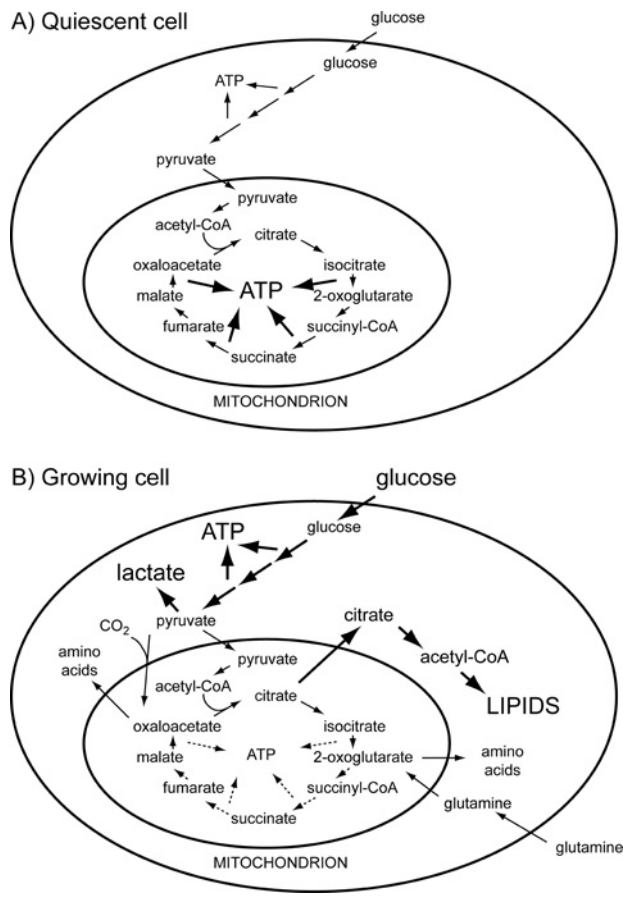 A) Quiescent cell
glucose
glucose
ATP
pyruvate
pyruvate
acetyl-CoA
citrate
oxaloacetate
isocitrate
malate
ATP
2-oxoglutarate
fumarate
succinyl-CoA
succinate
MITOCHONDRION
B) Growing cell
glucose
glucose
ATP
lactate
pyruvate
citrate
CO₂
amino
acids
pyruvate
acetyl-CoA
acetyl-CoA
citrate
LIPIDS
oxaloacetate
isocitrate
malate
ATP
2-oxoglutarate
amino
acids
fumarate
succinyl-CoA
glutamine
succinate
glutamine
MITOCHONDRION